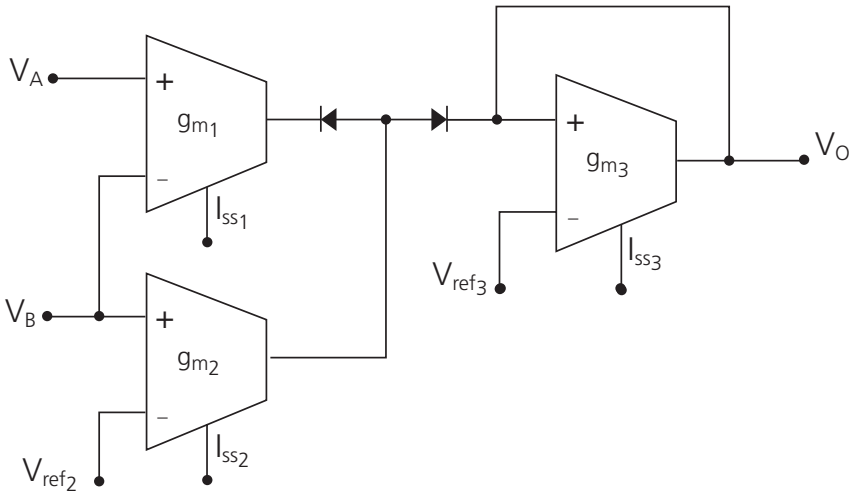 V_A
+
g_m1
−
I_ss1
V_B
+
g_m2
−
I_ss2
V_ref2
+
g_m3
−
I_ss3
V_ref3
V_O